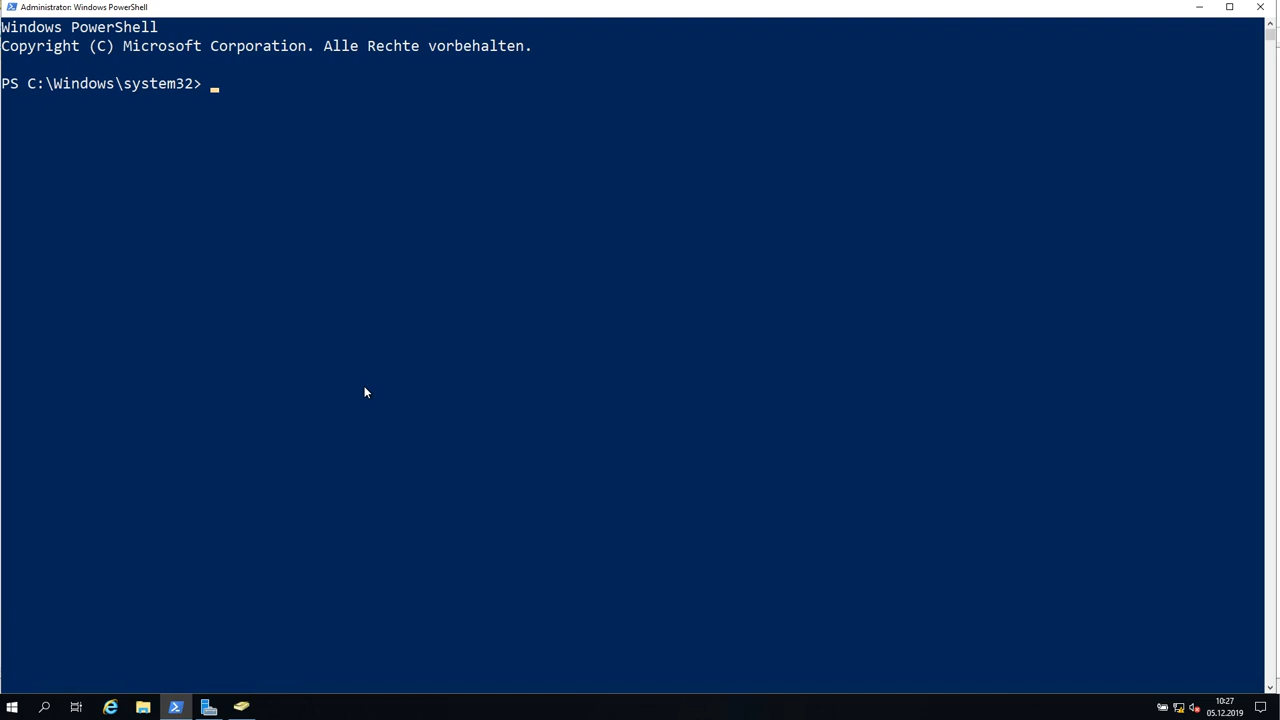 Administrator: Windows PowerShell
Windows PowerShell
Copyright (C) Microsoft Corporation. Alle Rechte vorbehalten.
PS C:\Windows\system32>
10:27
05.12.2019